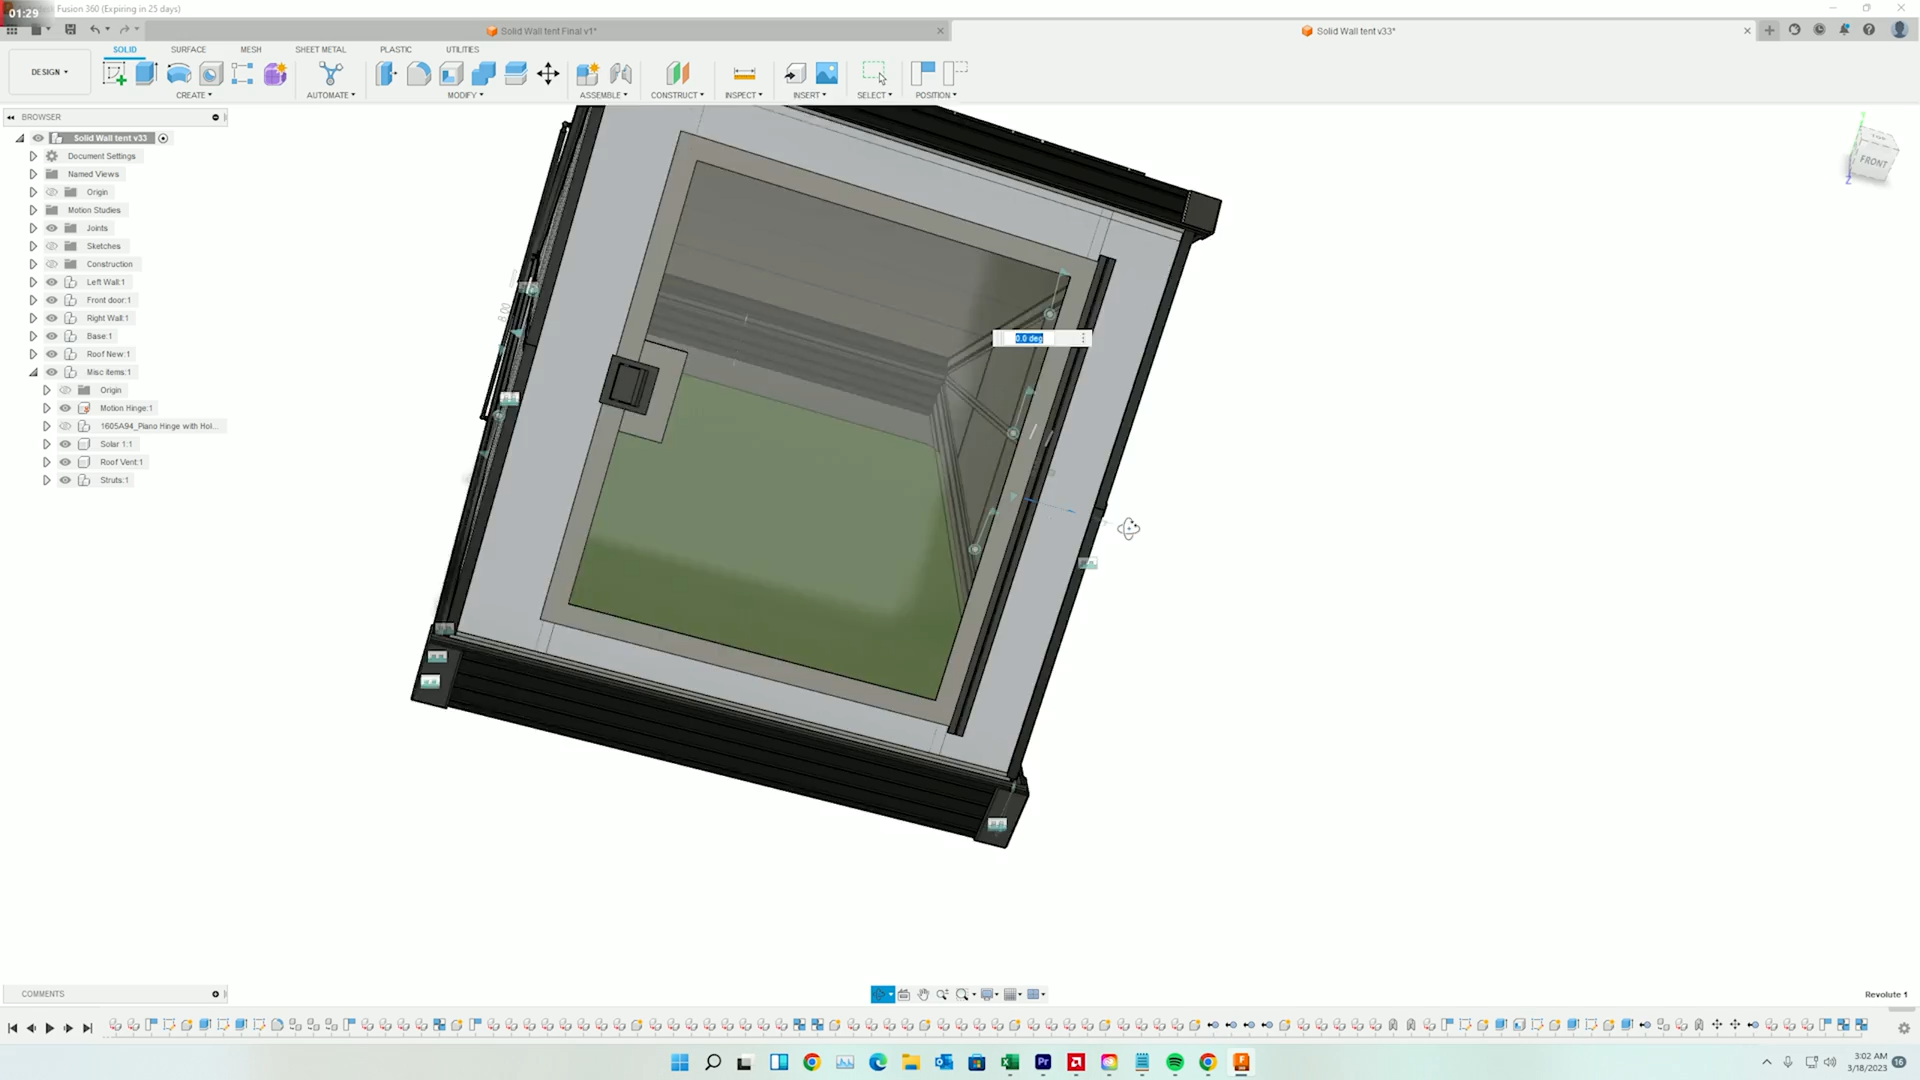 01:29
Fusion 360 (Expiring in 25 days)
Solid Wall tent Final v1*
Solid Wall tent v33*
SOLID
SURFACE
MESH
SHEET METAL
PLASTIC
UTILITIES
DESIGN
CREATE
AUTOMATE
MODIFY
ASSEMBLE
CONSTRUCT
INSPECT
INSERT
SELECT
POSITION
BROWSER
Solid Wall tent v33
Document Settings
Named Views
Origin
Motion Studies
Joints
Sketches
Construction
Left Wall:1
Front door:1
Right Wall:1
Base:1
Roof New:1
Misc items:1
Origin
Motion Hinge:1
1605A94_Piano Hinge with Hol...
Solar 1:1
Roof Vent:1
Struts:1
TOP
FRONT
Z
8.00
0.0 deg
COMMENTS
Revolute 1
3:02 AM
3/18/2023
16